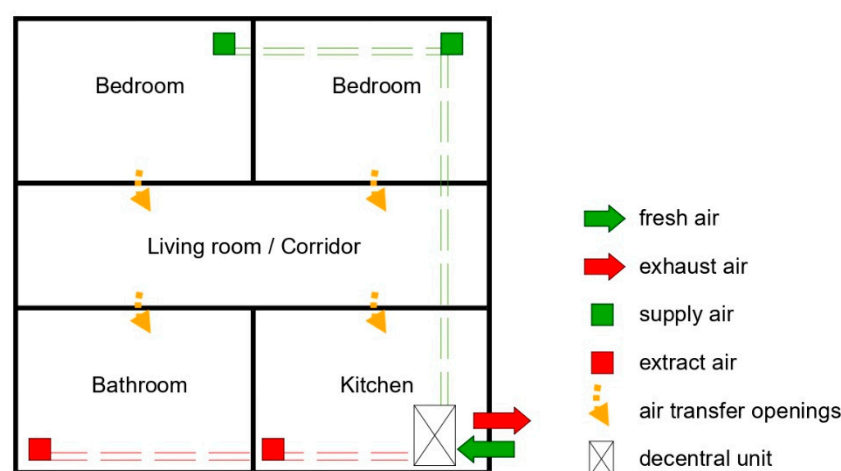 Bedroom
Bedroom
Living room / Corridor
Bathroom
Kitchen
fresh air
exhaust air
supply air
extract air
air transfer openings
decentral unit